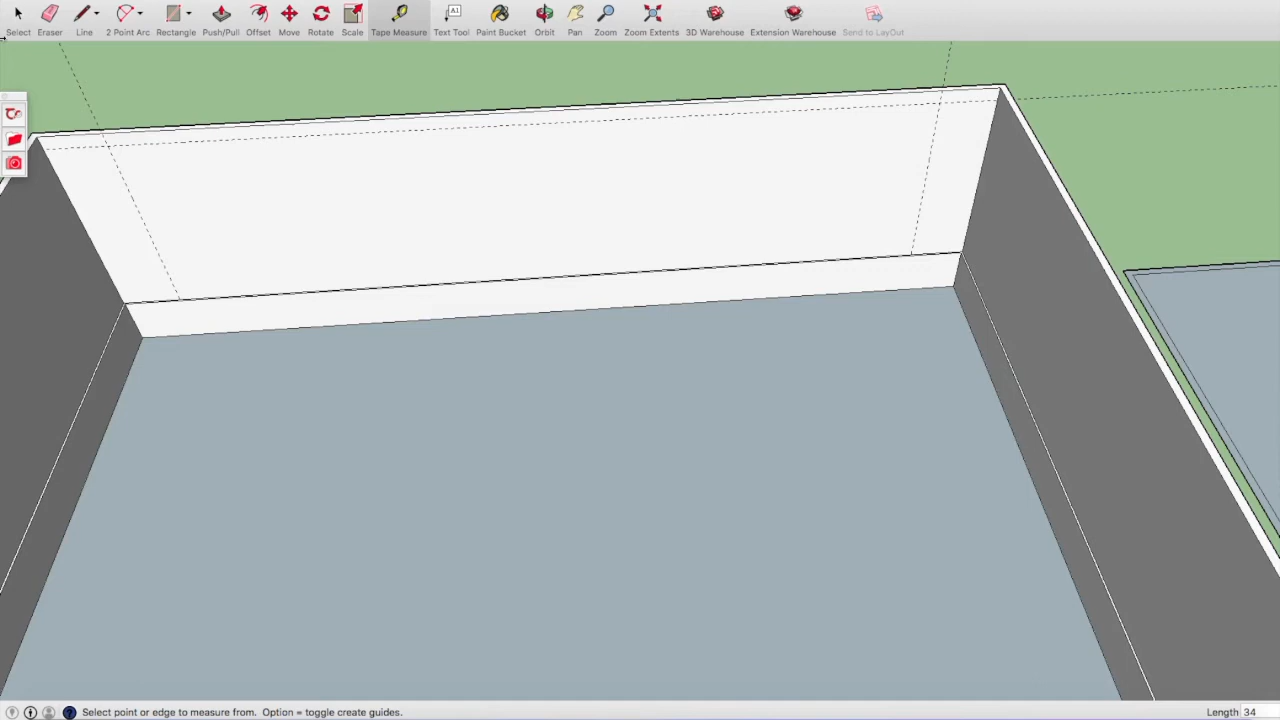 Select Eraser Line 2 Point Arc Rectangle Push/Pull Offset Move Rotate Scale Tape Measure Text Tool Paint Bucket Orbit Pan Zoom Zoom Extents 3D Warehouse Extension Warehouse Send to LayOut
Select point or edge to measure from. Option = toggle create guides. Length 34